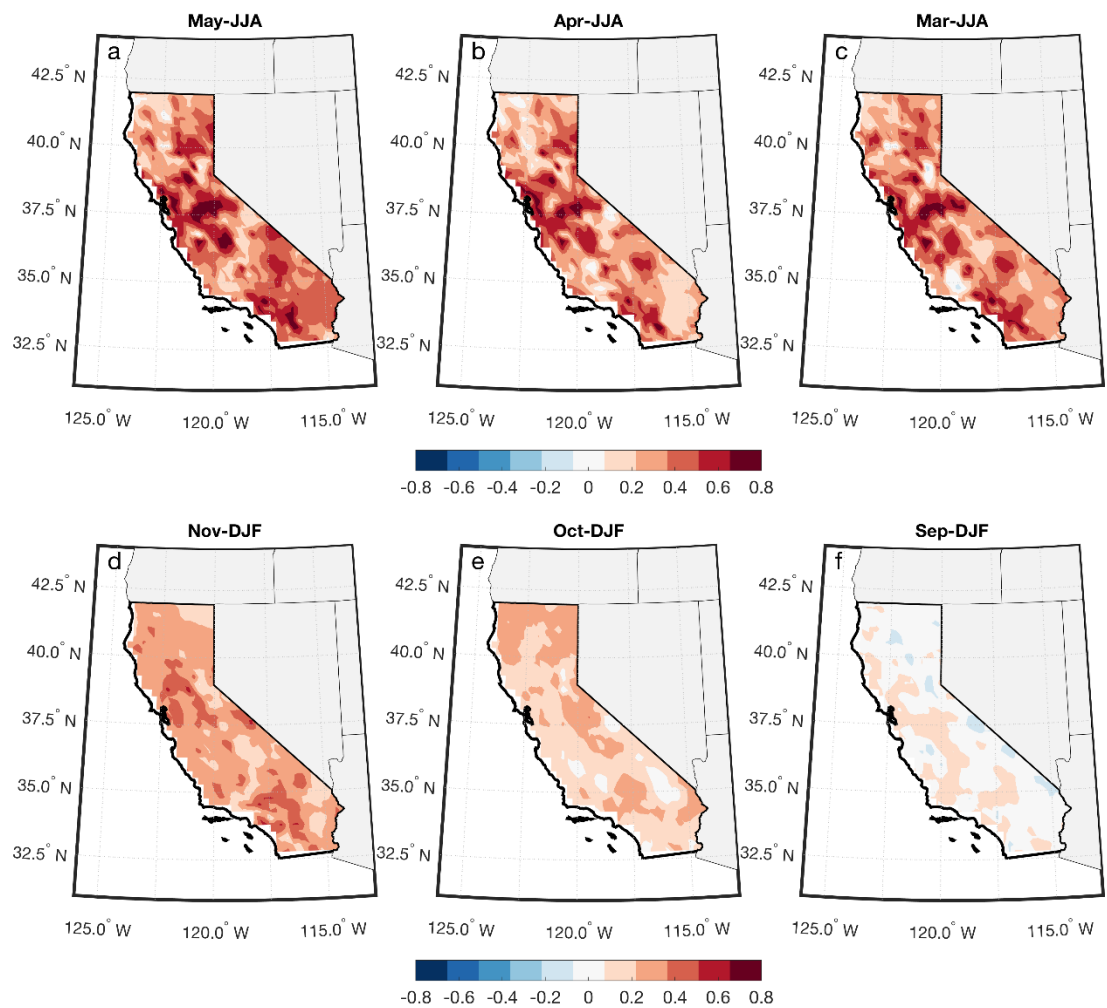 May-JJA Apr-JJA Mar-JJA
a b c
42.5° N 42.5° N 42.5° N
40.0° N 40.0° N 40.0° N
37.5° N 37.5° N 37.5° N
35.0° N 35.0° N 35.0° N
32.5° N 32.5° N 32.5° N
125.0° W 120.0° W 115.0° W 125.0° W 120.0° W 115.0° W 125.0° W 120.0° W 115.0° W
-0.8 -0.6 -0.4 -0.2 0 0.2 0.4 0.6 0.8
Nov-DJF Oct-DJF Sep-DJF
d e f
42.5° N 42.5° N 42.5° N
40.0° N 40.0° N 40.0° N
37.5° N 37.5° N 37.5° N
35.0° N 35.0° N 35.0° N
32.5° N 32.5° N 32.5° N
125.0° W 120.0° W 115.0° W 125.0° W 120.0° W 115.0° W 125.0° W 120.0° W 115.0° W
-0.8 -0.6 -0.4 -0.2 0 0.2 0.4 0.6 0.8